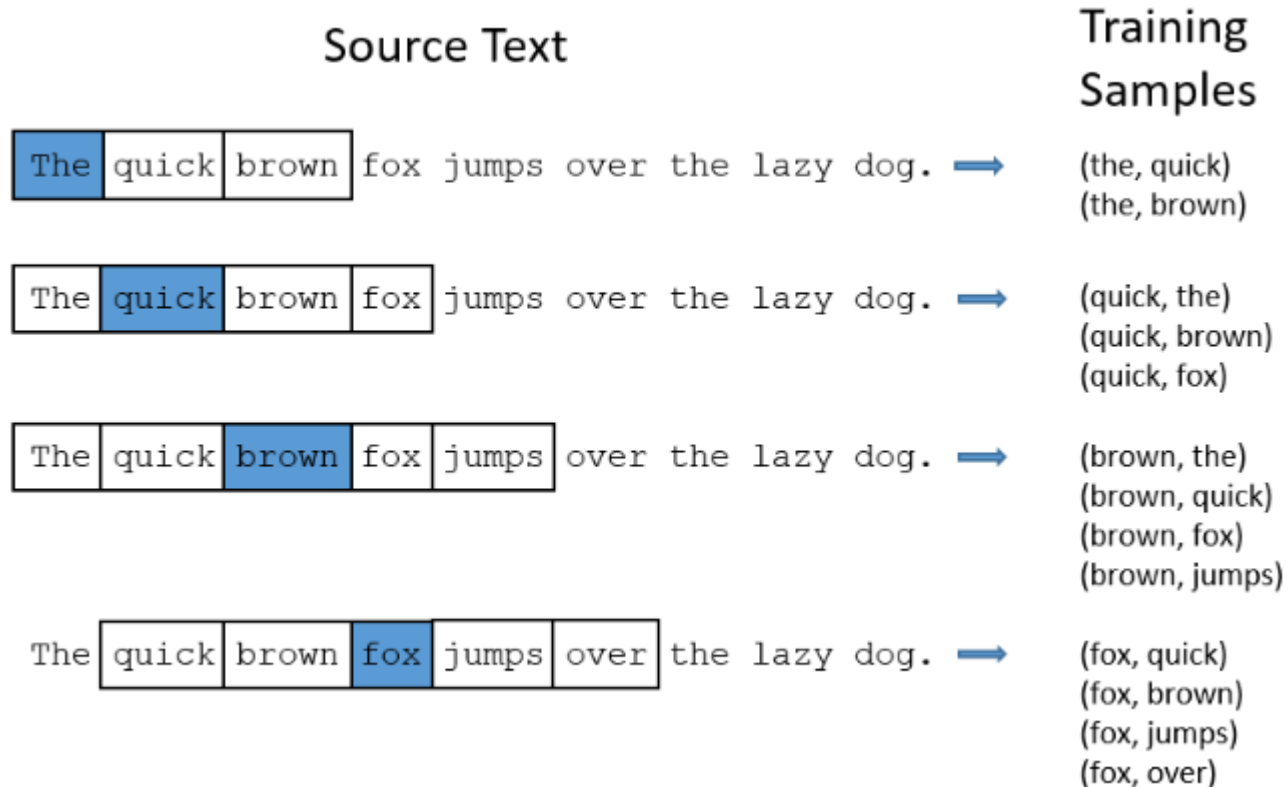 Source Text
Training
Samples
The quick brown fox jumps over the lazy dog.
(the, quick)
(the, brown)
The quick brown fox jumps over the lazy dog.
(quick, the)
(quick, brown)
(quick, fox)
The quick brown fox jumps over the lazy dog.
(brown, the)
(brown, quick)
(brown, fox)
(brown, jumps)
The quick brown fox jumps over the lazy dog.
(fox, quick)
(fox, brown)
(fox, jumps)
(fox, over)